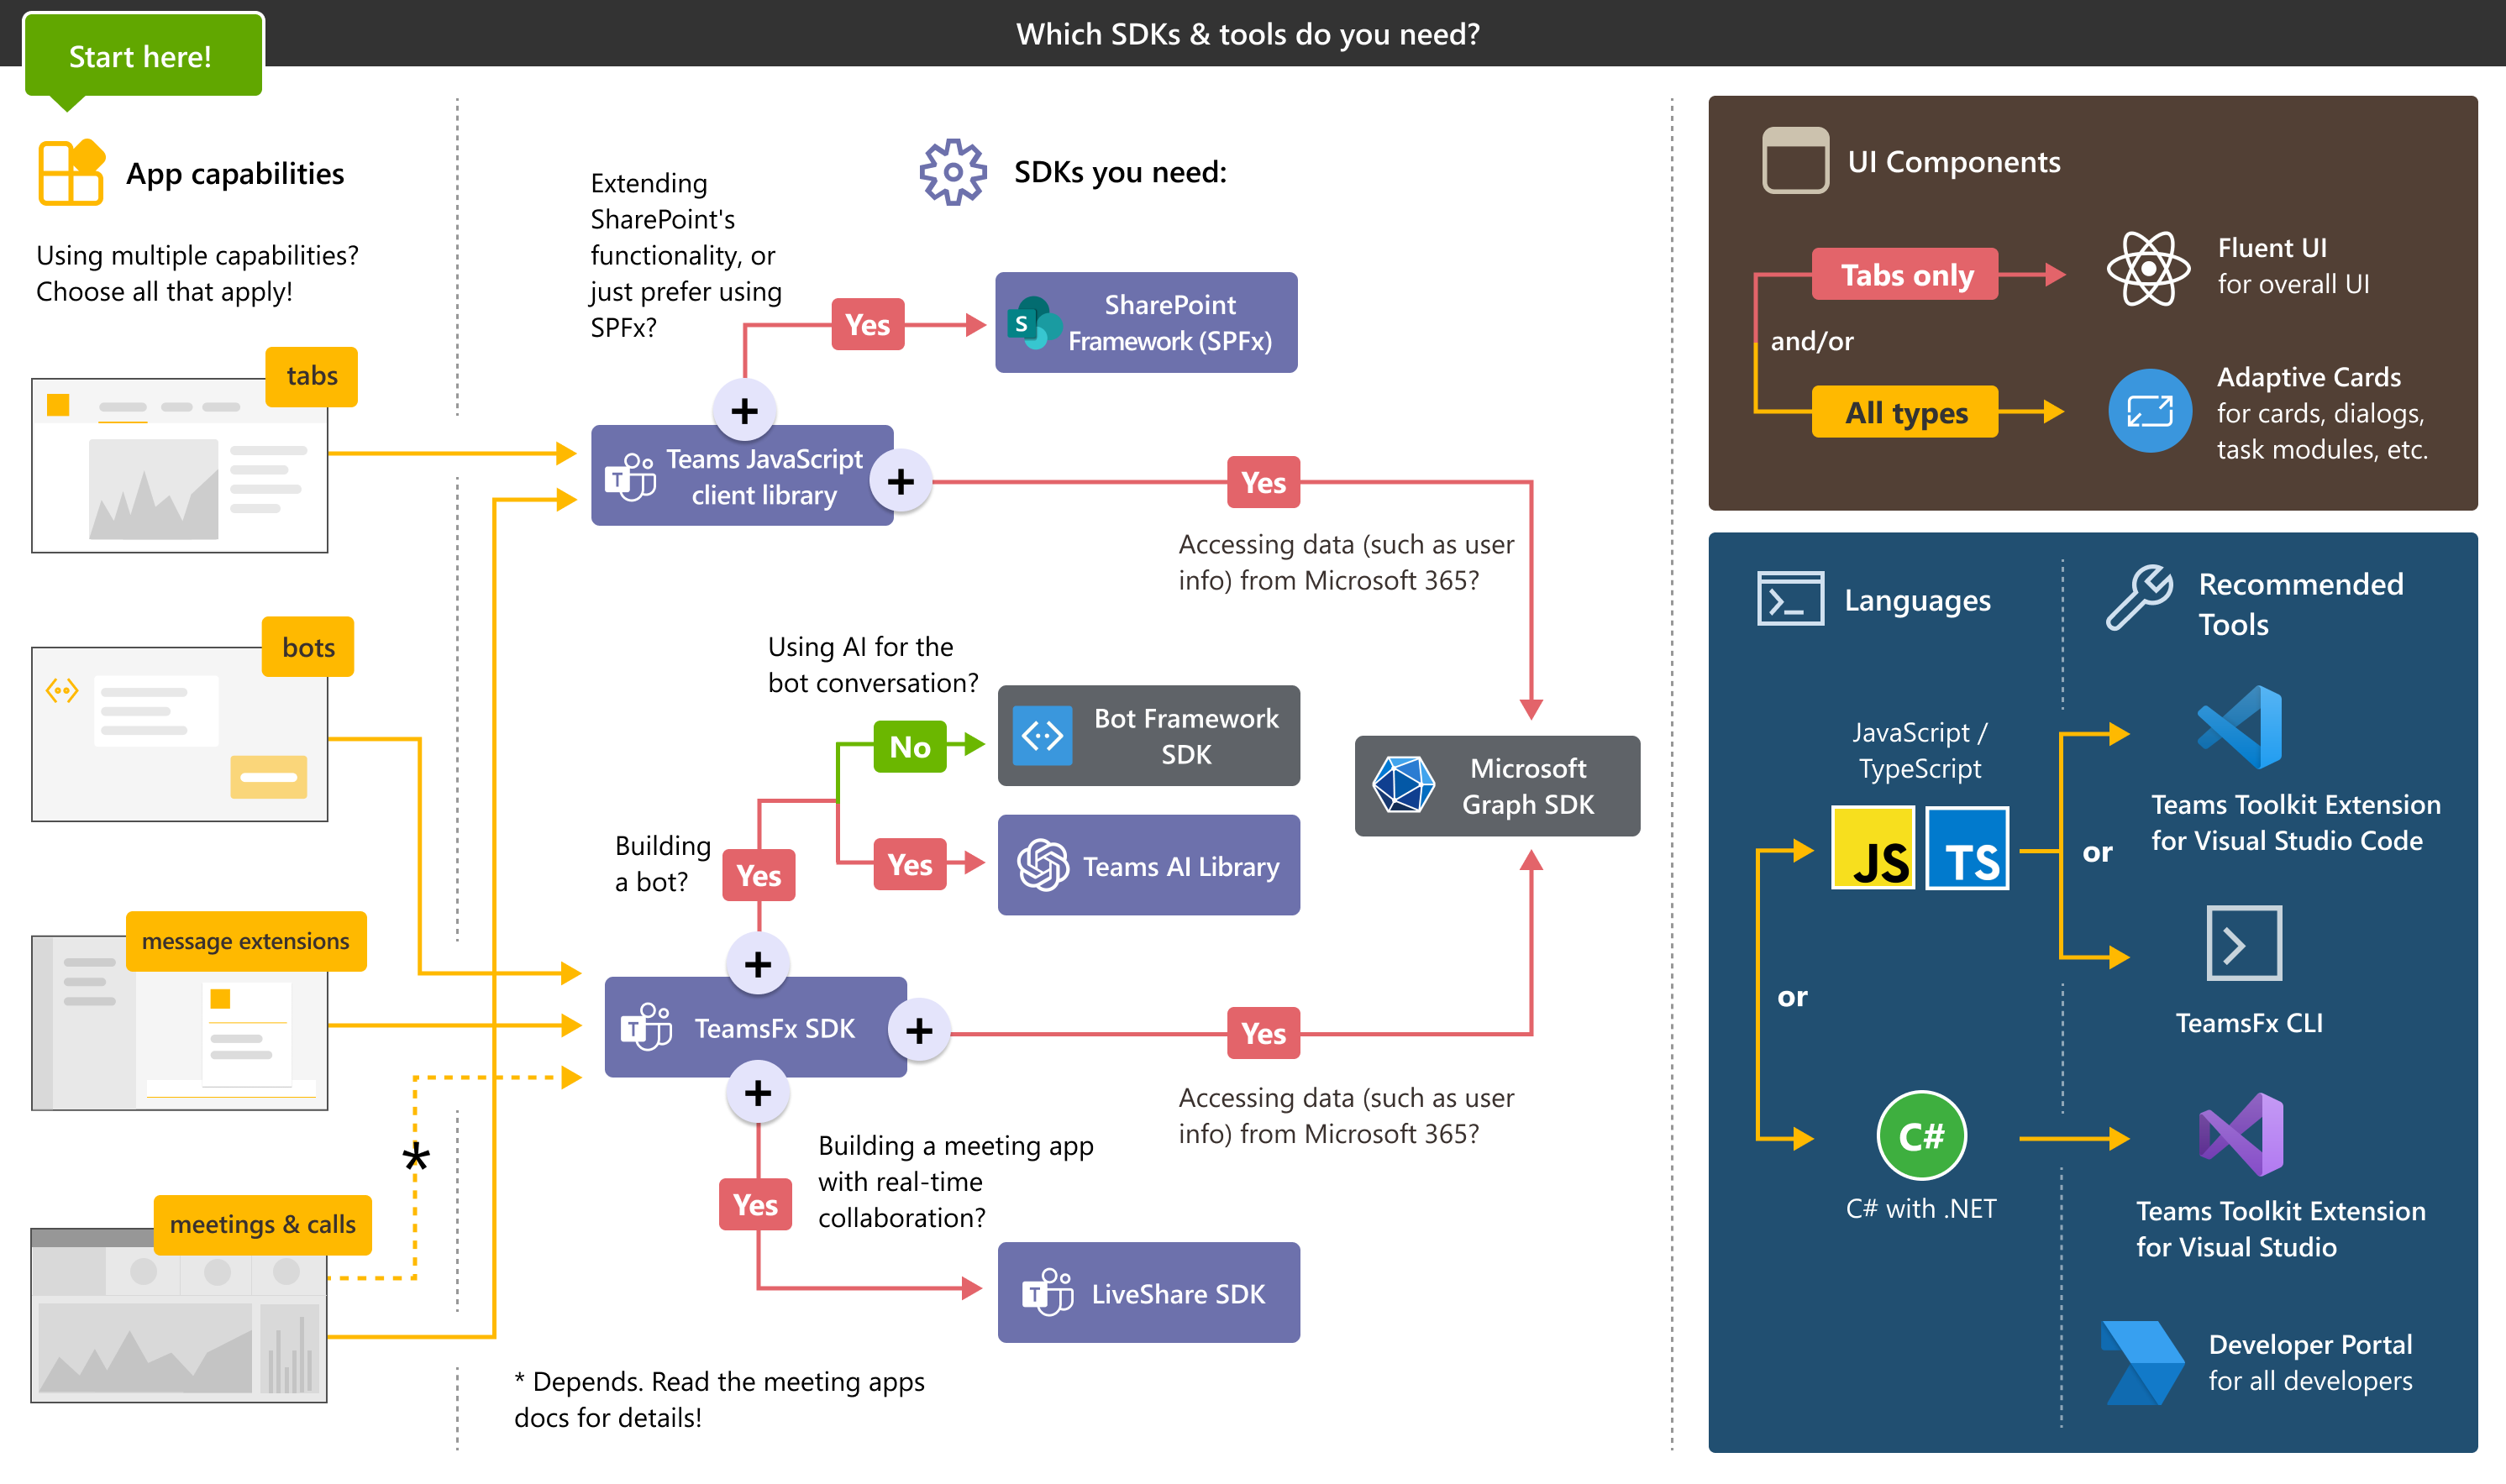 Which SDKs & tools do you need?
Start here!
App capabilities
Using multiple capabilities?
Choose all that apply!
tabs
bots
message extensions
meetings & calls
*
SDKs you need:
Extending
SharePoint's
functionality, or
just prefer using
SPFx?
Yes
S
SharePoint
Framework (SPFx)
+
T
Teams JavaScript
client library
+
Yes
Accessing data (such as user
info) from Microsoft 365?
Using AI for the
bot conversation?
No
Bot Framework
SDK
Yes
Teams AI Library
Microsoft
Graph SDK
Building
a bot?
Yes
+
T
TeamsFx SDK
+
Yes
Accessing data (such as user
info) from Microsoft 365?
+
Yes
Building a meeting app
with real-time
collaboration?
T
LiveShare SDK
* Depends. Read the meeting apps
docs for details!
UI Components
Tabs only
Fluent UI
for overall UI
and/or
All types
Adaptive Cards
for cards, dialogs,
task modules, etc.
Languages
Recommended
Tools
JavaScript /
TypeScript
JS
TS
or
Teams Toolkit Extension
for Visual Studio Code
or
TeamsFx CLI
C#
C# with .NET
Teams Toolkit Extension
for Visual Studio
Developer Portal
for all developers